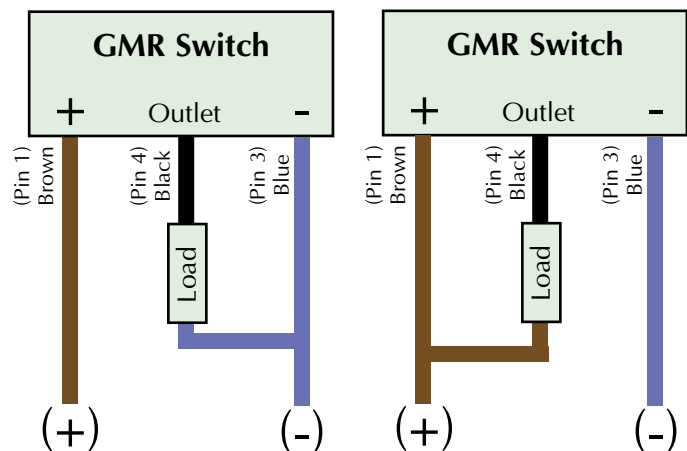 GMR Switch
+ Outlet -
(Pin 1)
Brown
(Pin 4)
Black
(Pin 3)
Blue
Load
(+)
(-)
GMR Switch
+ Outlet -
(Pin 1)
Brown
(Pin 4)
Black
(Pin 3)
Blue
Load
(+)
(-)